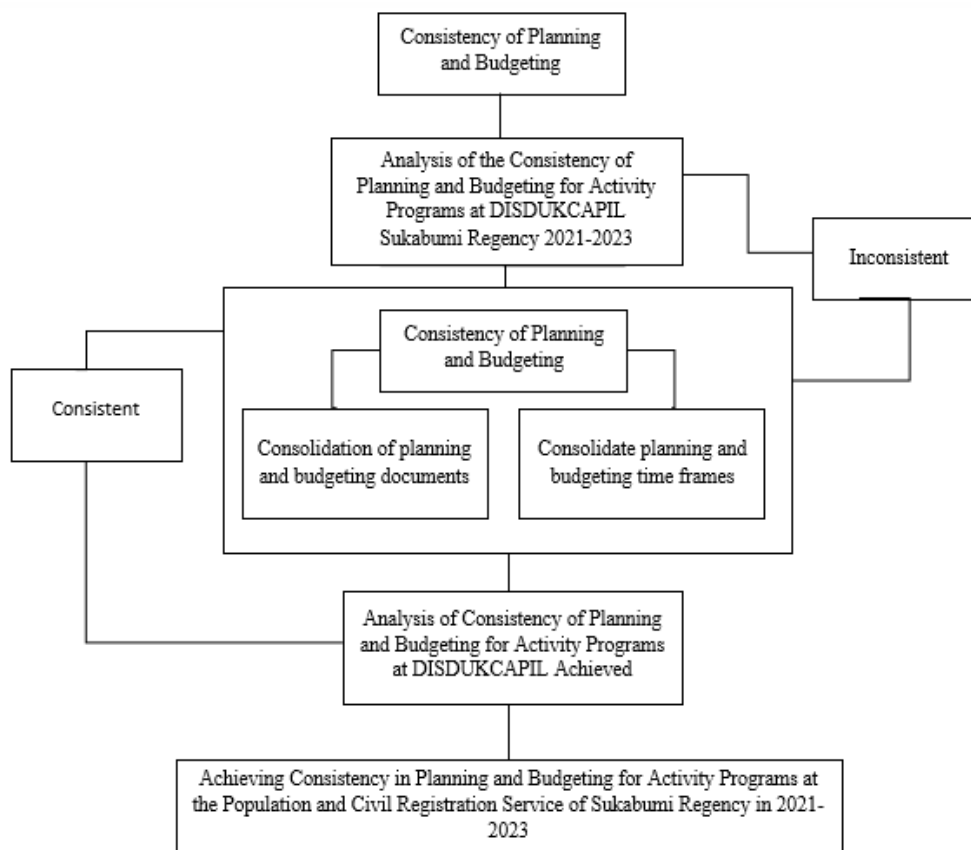 Consistency of Planning
and Budgeting
Analysis of the Consistency of
Planning and Budgeting for Activity
Programs at DISDUKCAPIL
Sukabumi Regency 2021-2023
Inconsistent
Consistency of Planning
and Budgeting
Consistent
Consolidation of planning
and budgeting documents
Consolidate planning and
budgeting time frames
Analysis of Consistency of Planning
and Budgeting for Activity Programs
at DISDUKCAPIL Achieved
Achieving Consistency in Planning and Budgeting for Activity Programs at
the Population and Civil Registration Service of Sukabumi Regency in 2021-
2023